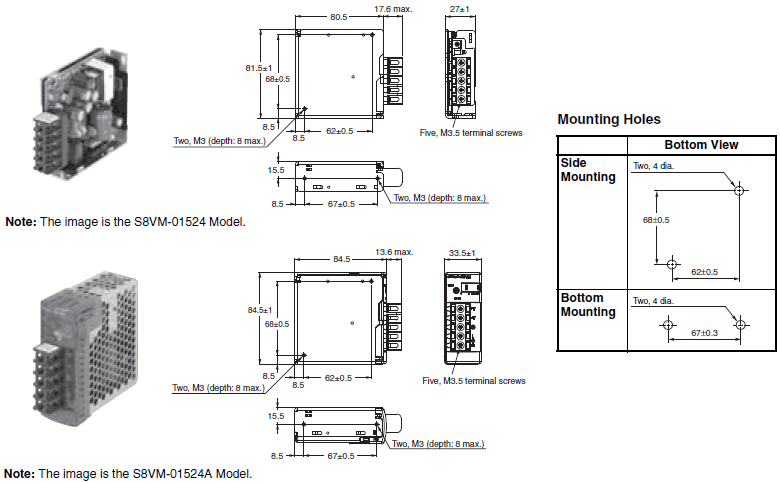 80.5
17.6 max.
27±1
81.5±1
68±0.5
8.5
8.5
62±0.5
Two, M3 (depth: 8 max.)
Five, M3.5 terminal screws
15.5
8.5
67±0.5
Two, M3 (depth: 8 max.)
Note: The image is the S8VM-01524 Model.
84.5
13.6 max.
33.5±1
84.5±1
68±0.5
8.5
8.5
62±0.5
Two, M3 (depth: 8 max.)
Five, M3.5 terminal screws
15.5
8.5
67±0.5
Two, M3 (depth: 8 max.)
Note: The image is the S8VM-01524A Model.
Mounting Holes
Bottom View
Side
Mounting
Two, 4 dia.
68±0.5
62±0.5
Bottom
Mounting
Two, 4 dia.
67±0.3